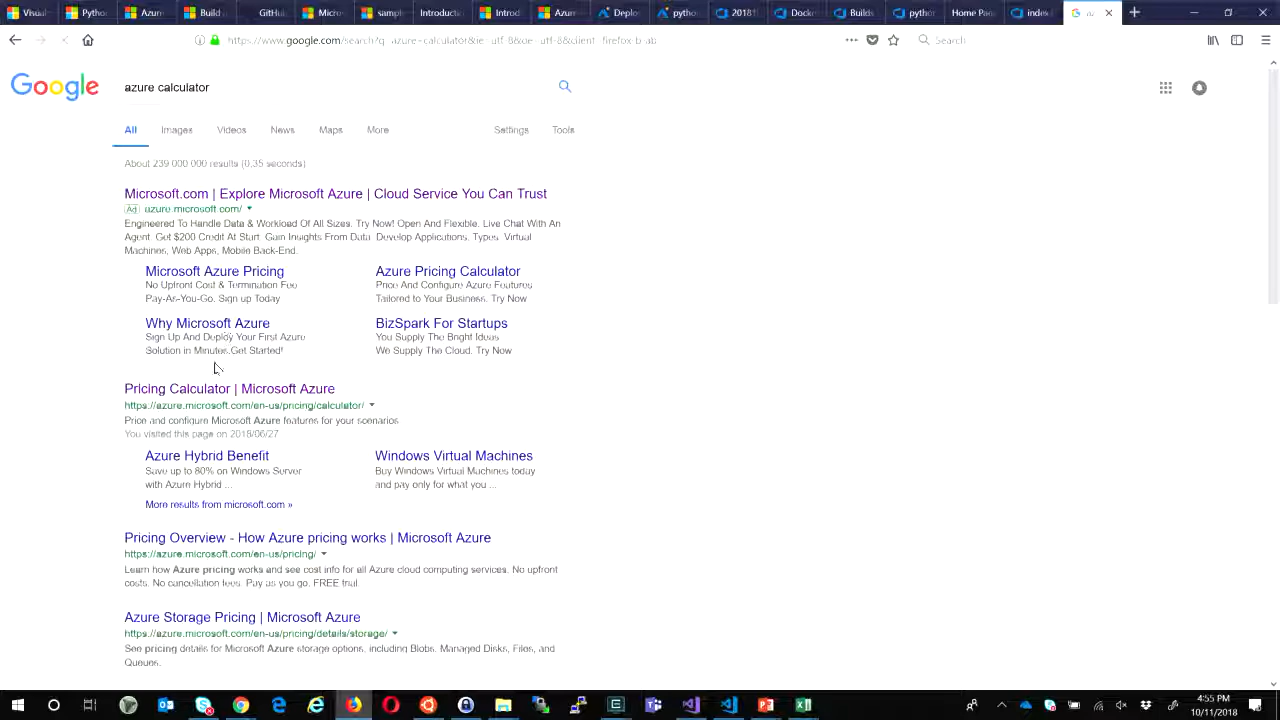 Visual
Micros
Build
Micros
sample
Introdu
Introd
Azure
Deploy
python
2018
Docker
Builds
python
Home Pa
index
az
https://www.google.com/search?q=azure+calculator&ie=utf-8&oe=utf-8&client=firefox-b-ab
Search
Google
azure calculator
All Images Videos News Maps More Settings Tools
About 239 000 000 results (0,35 seconds)
Microsoft.com | Explore Microsoft Azure | Cloud Service You Can Trust
Ad azure.microsoft.com/
Engineered To Handle Data & Workload Of All Sizes. Try Now! Open And Flexible. Live Chat With An
Agent. Get $200 Credit At Start. Gain Insights From Data. Develop Applications. Types: Virtual
Machines, Web Apps, Mobile Back-End.
Microsoft Azure Pricing
No Upfront Cost & Termination Fee
Pay-As-You-Go. Sign up Today
Azure Pricing Calculator
Price And Configure Azure Features
Tailored to Your Business. Try Now
Why Microsoft Azure
Sign Up And Deploy Your First Azure
Solution in Minutes.Get Started!
BizSpark For Startups
You Supply The Bright Ideas
We Supply The Cloud. Try Now
Pricing Calculator | Microsoft Azure
https://azure.microsoft.com/en-us/pricing/calculator/
Price and configure Microsoft Azure features for your scenarios
You visited this page on 2018/06/27
Azure Hybrid Benefit
Save up to 80% on Windows Server
with Azure Hybrid ...
Windows Virtual Machines
Buy Windows Virtual Machines today
and pay only for what you ...
More results from microsoft.com »
Pricing Overview - How Azure pricing works | Microsoft Azure
https://azure.microsoft.com/en-us/pricing/
Learn how Azure pricing works and see cost info for all Azure cloud computing services. No upfront
costs. No cancellation fees. Pay as you go. FREE trial.
Azure Storage Pricing | Microsoft Azure
https://azure.microsoft.com/en-us/pricing/details/storage/
See pricing details for Microsoft Azure storage options, including Blobs, Managed Disks, Files, and
Queues.
4:55 PM
10/11/2018